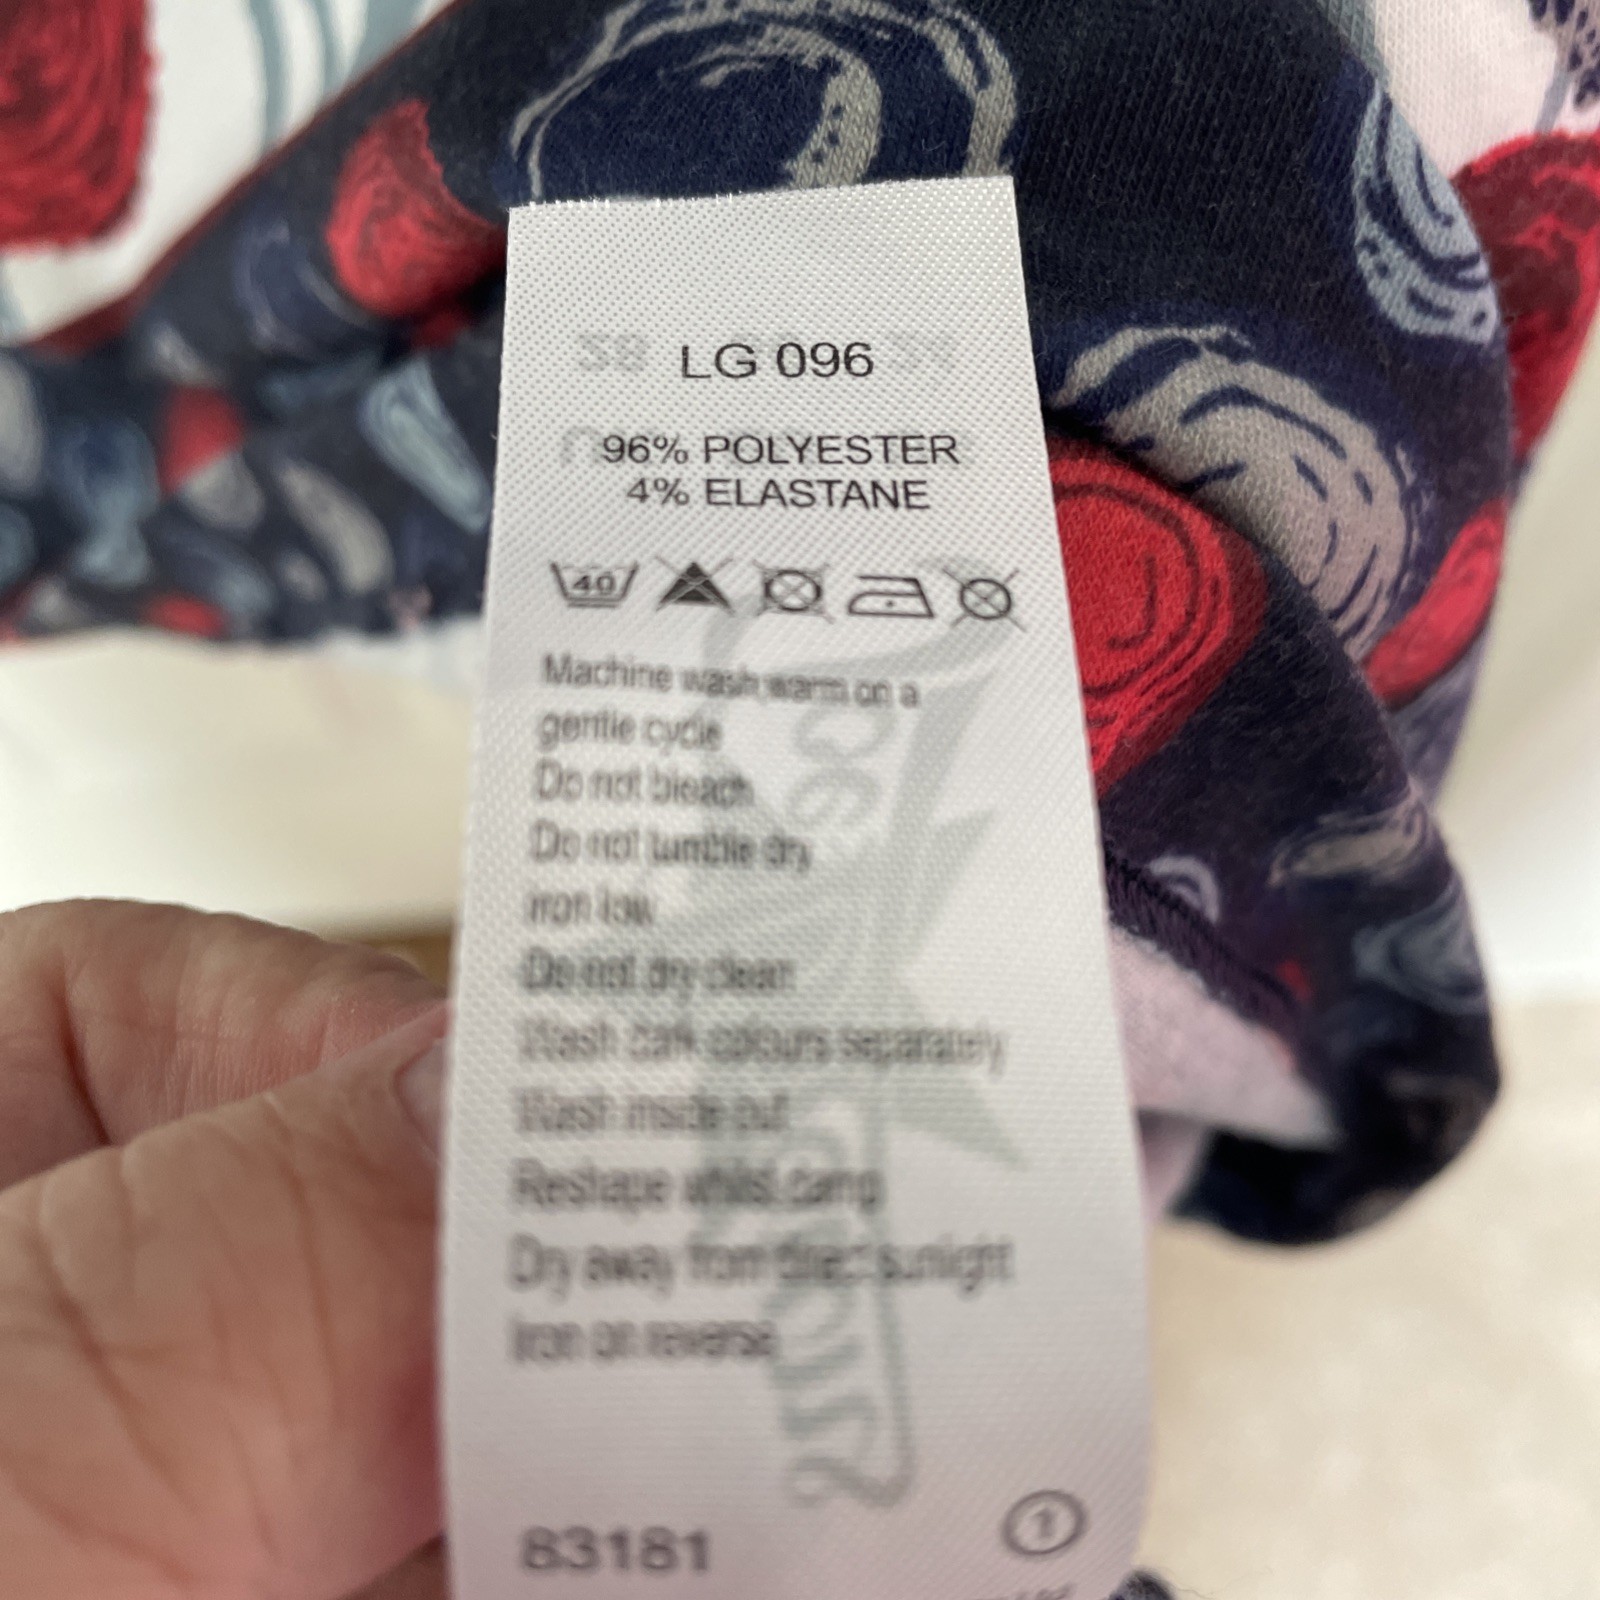 LG 096
96% POLYESTER
4% ELASTANE
40
Machine wash warm on a
gentle cycle
Do not bleach
Do not tumble dry
Iron low
Do not dry clean
Wash dark colours separately
Wash inside out
Reshape whilst damp
Dry away from direct sunlight
Iron on reverse
1
83181